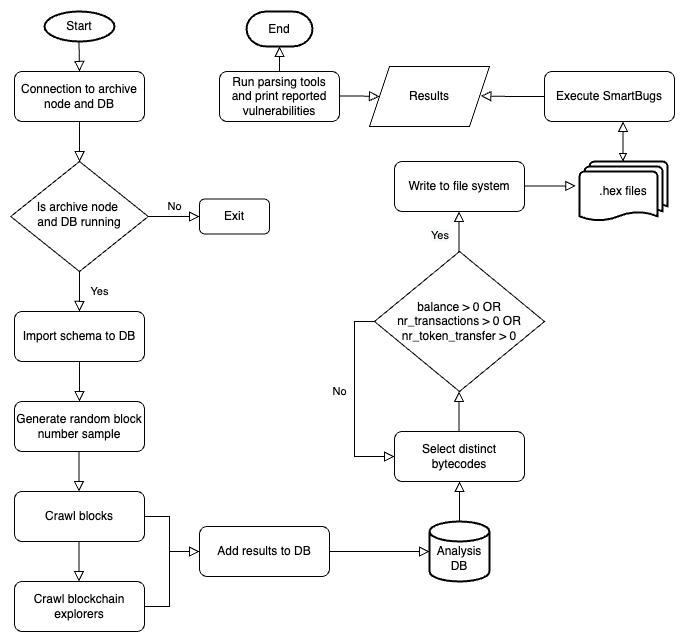 Start
Connection to archive
node and DB
Is archive node
and DB running
No
Exit
Yes
Import schema to DB
Generate random block
number sample
Crawl blocks
Crawl blockchain
explorers
Add results to DB
Analysis
DB
Select distinct
bytecodes
No
balance > 0 OR
nr_transactions > 0 OR
nr_token_transfer > 0
Yes
Write to file system
.hex files
Execute SmartBugs
Results
Run parsing tools
and print reported
vulnerabilities
End